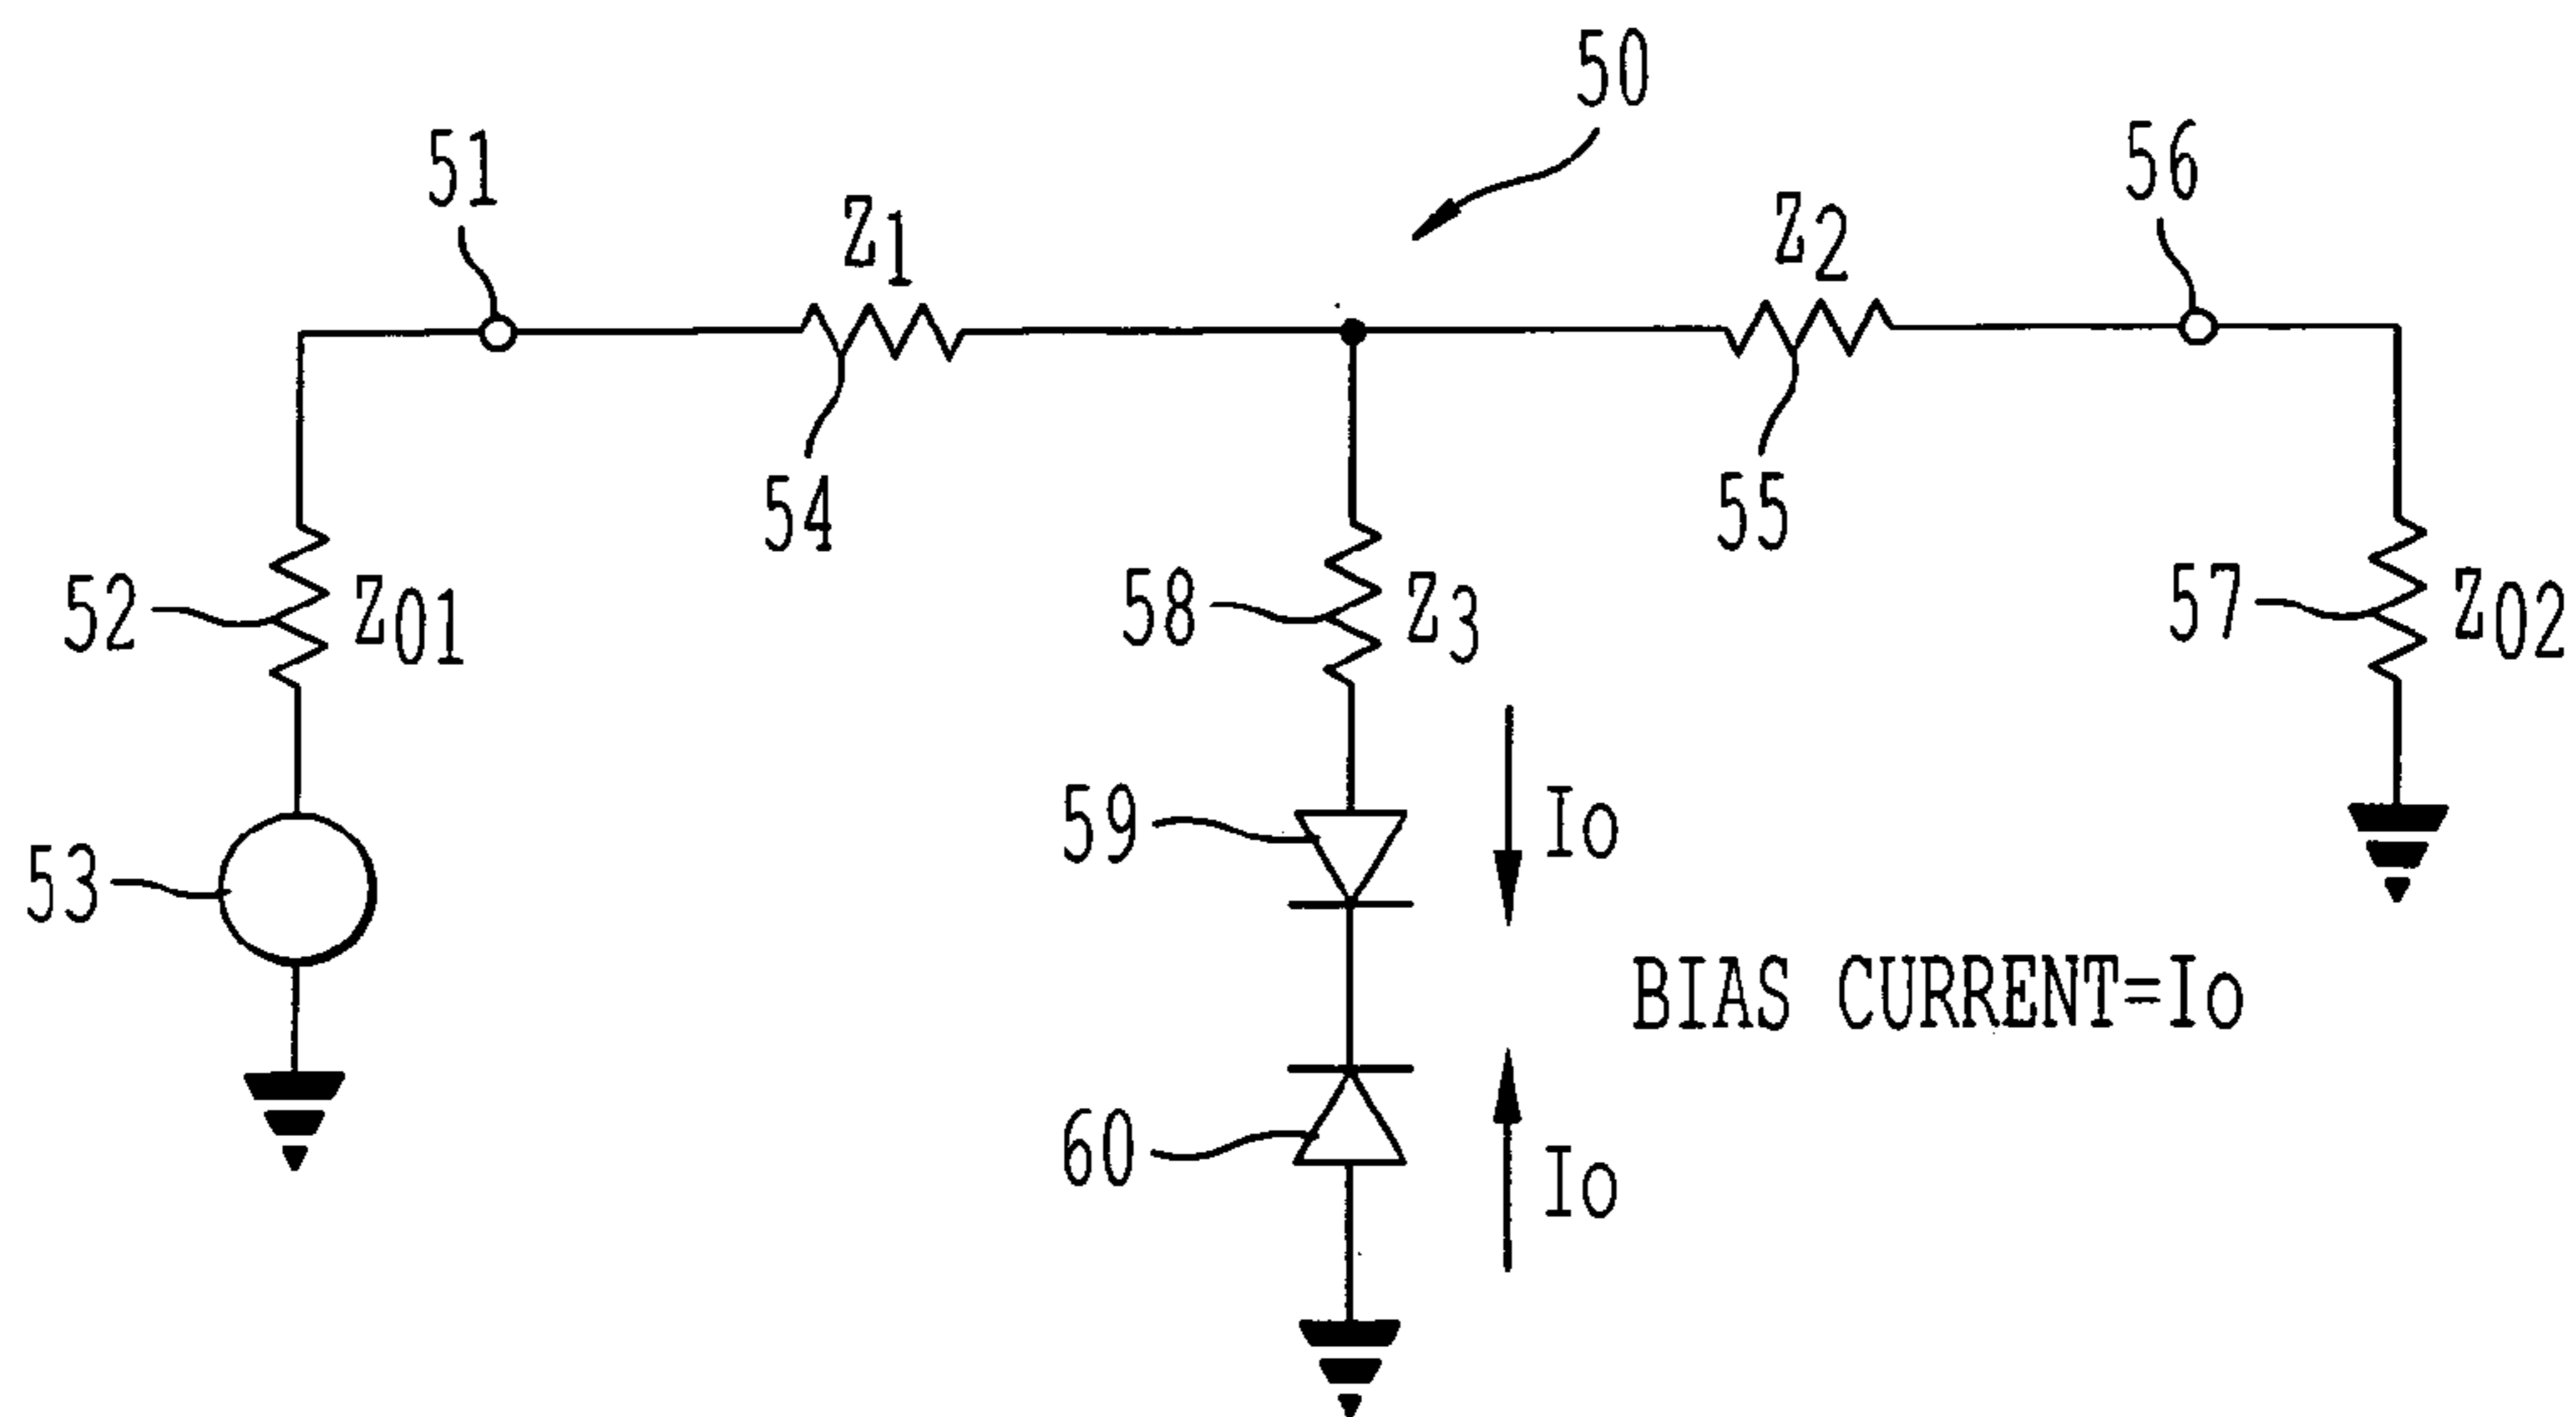 50
51
Z1
Z2
56
54
55
52
Z01
58
Z3
57
Z02
59
Io
53
BIAS CURRENT=Io
60
Io